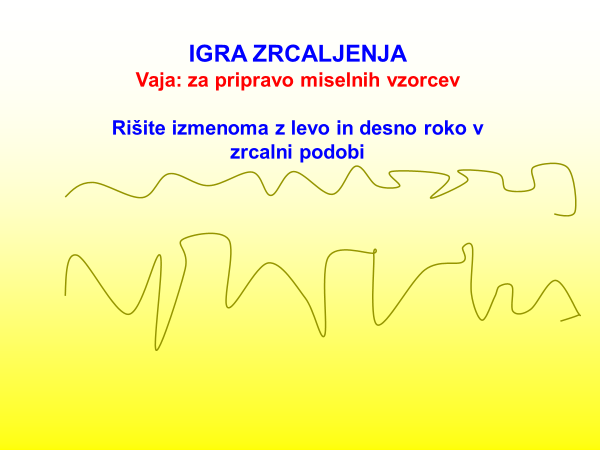 IGRA ZRCALJENJA
Vaja: za pripravo miselnih vzorcev
Rišite izmenoma z levo in desno roko v
zrcalni podobi